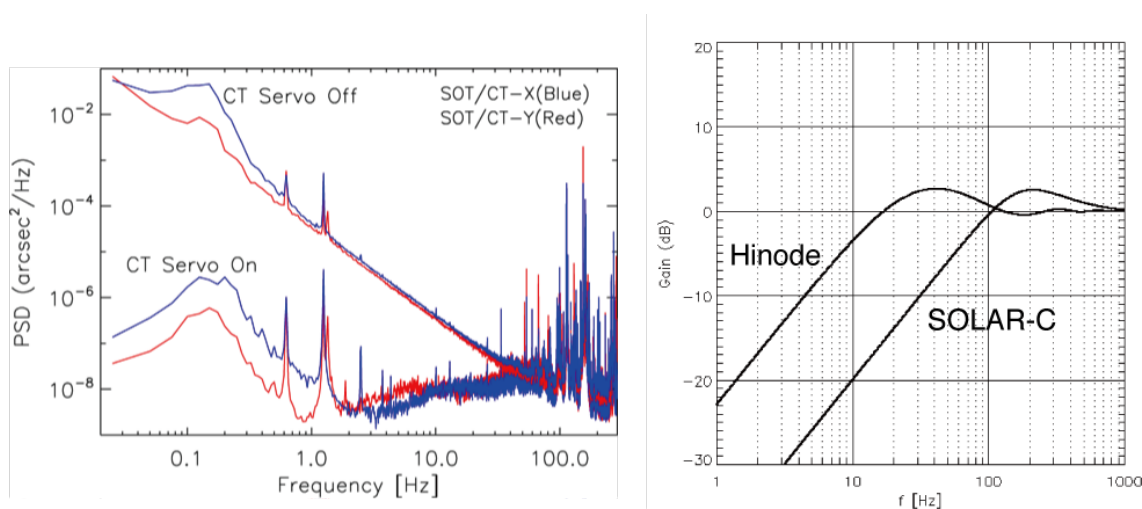 CT Servo Off
SOT/CT-X(Blue)
SOT/CT-Y(Red)
CT Servo On
PSD (arcsec²/Hz)
10⁻²
10⁻⁴
10⁻⁶
10⁻⁸
0.1 1.0 10.0 100.0
Frequency [Hz]
Gain (dB)
20
10
0
-10
-20
-30
Hinode
SOLAR-C
1 10 100 1000
f [Hz]